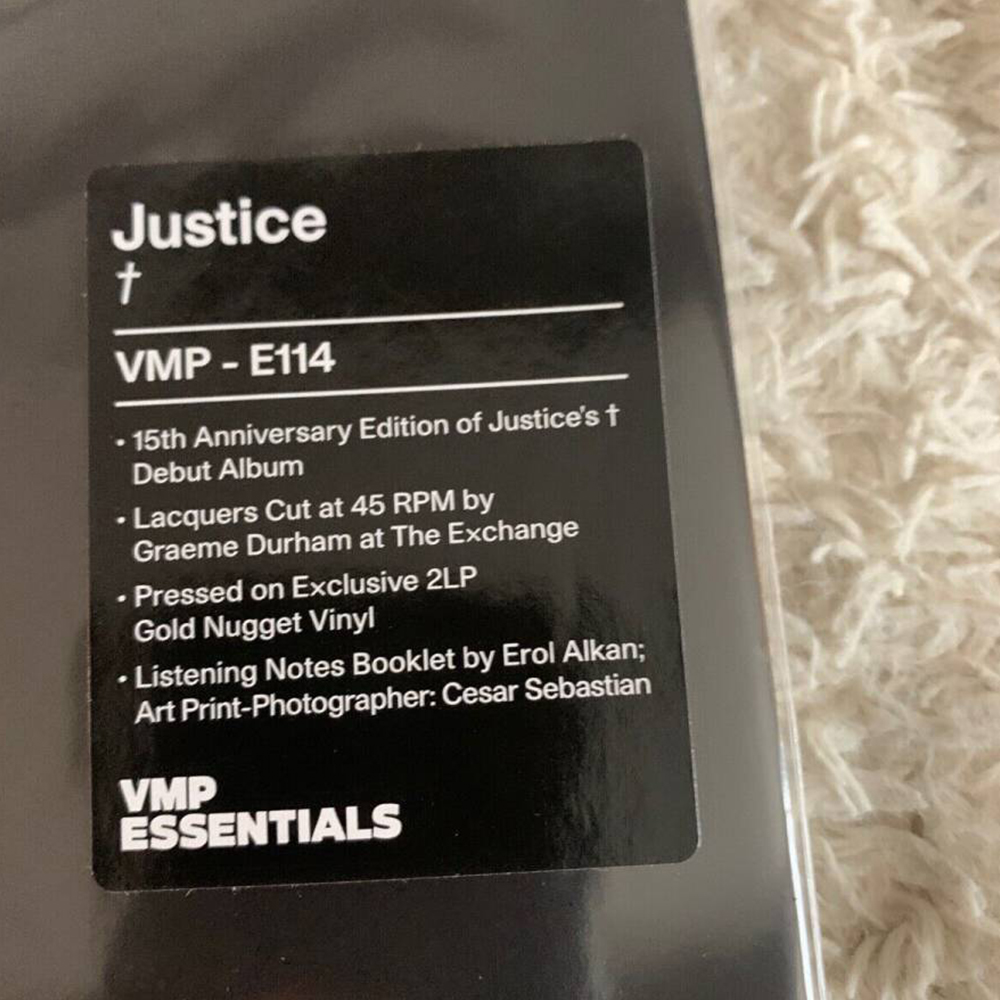 Justice
†
VMP - E114
• 15th Anniversary Edition of Justice's †
Debut Album
• Lacquers Cut at 45 RPM by
Graeme Durham at The Exchange
• Pressed on Exclusive 2LP
Gold Nugget Vinyl
• Listening Notes Booklet by Erol Alkan;
Art Print-Photographer: Cesar Sebastian
VMP
ESSENTIALS